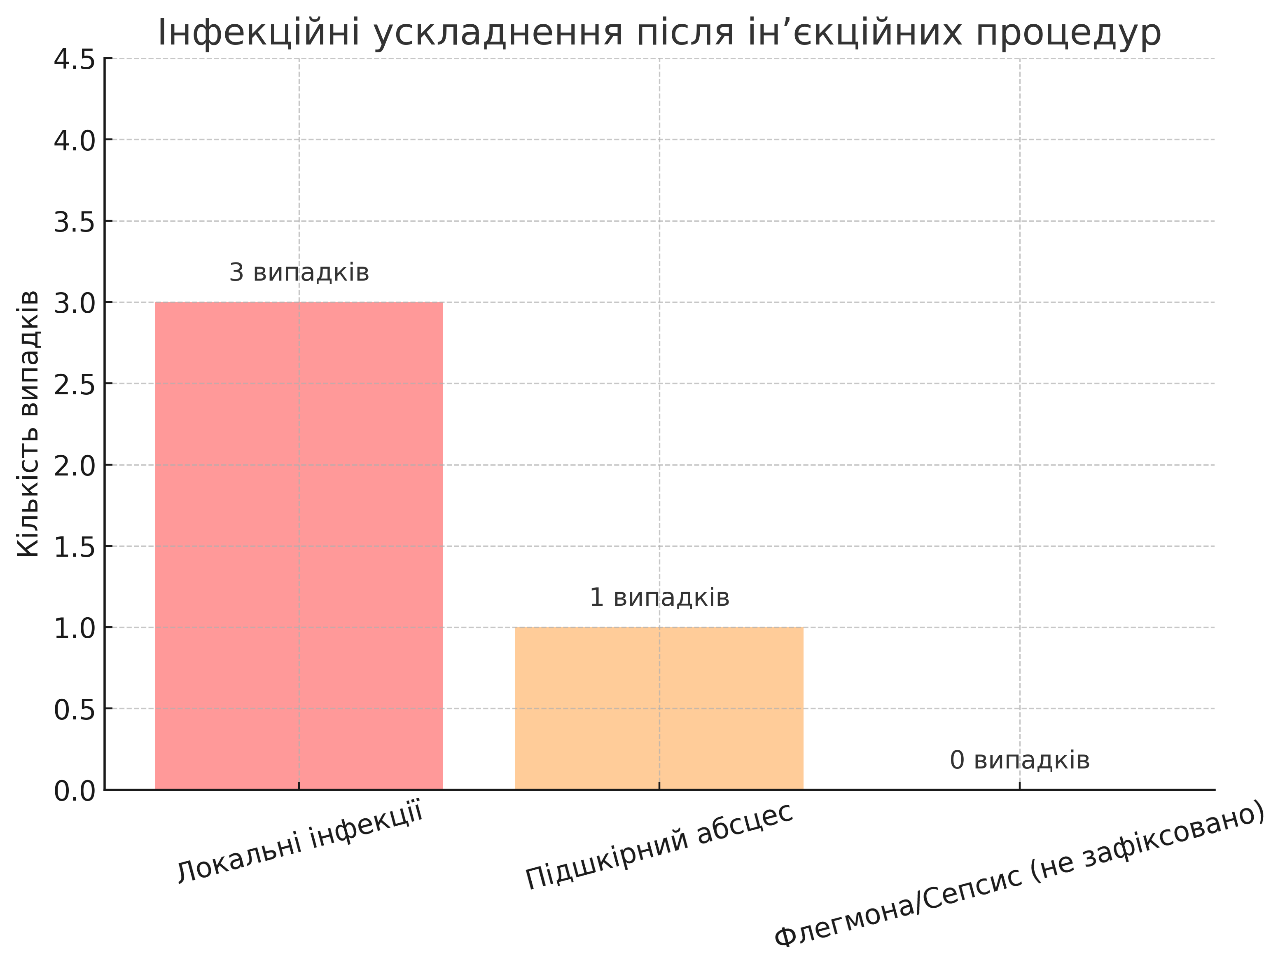 Інфекційні ускладнення після ін’єкційних процедур
Кількість випадків
4.5
4.0
3.5
3.0
2.5
2.0
1.5
1.0
0.5
0.0
3 випадків
1 випадків
0 випадків
Локальні інфекції
Підшкірний абсцес
Флегмона/Сепсис (не зафіксовано)